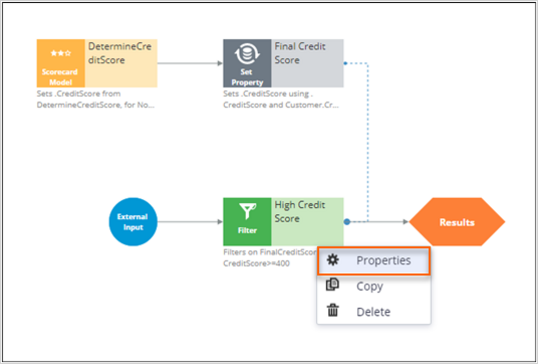 DetermineCre
ditScore
Scorecard
Model
Sets .CreditScore from
DetermineCreditScore, for No...
Final Credit
Score
Set
Property
Sets .CreditScore using .
CreditScore and Customer.Cr...
External
Input
High Credit
Score
Filter
Filters on FinalCreditScore
CreditScore>=400
Results
Properties
Copy
Delete